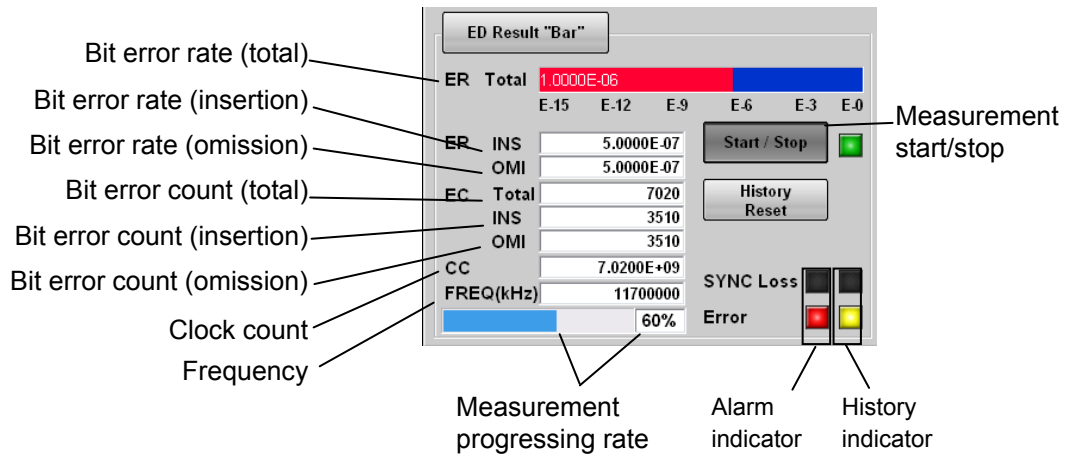 ED Result "Bar"
Bit error rate (total)
ER Total 1.0000E-06
E-15 E-12 E-9 E-6 E-3 E-0
Bit error rate (insertion)
ER INS 5.0000E-07
Start / Stop
Measurement
start/stop
Bit error rate (omission)
OMI 5.0000E-07
Bit error count (total)
EC Total 7020
History
Reset
Bit error count (insertion)
INS 3510
Bit error count (omission)
OMI 3510
Clock count
CC 7.0200E+09
SYNC Loss
Frequency
FREQ(kHz) 11700000
60%
Error
Measurement
progressing rate
Alarm
indicator
History
indicator